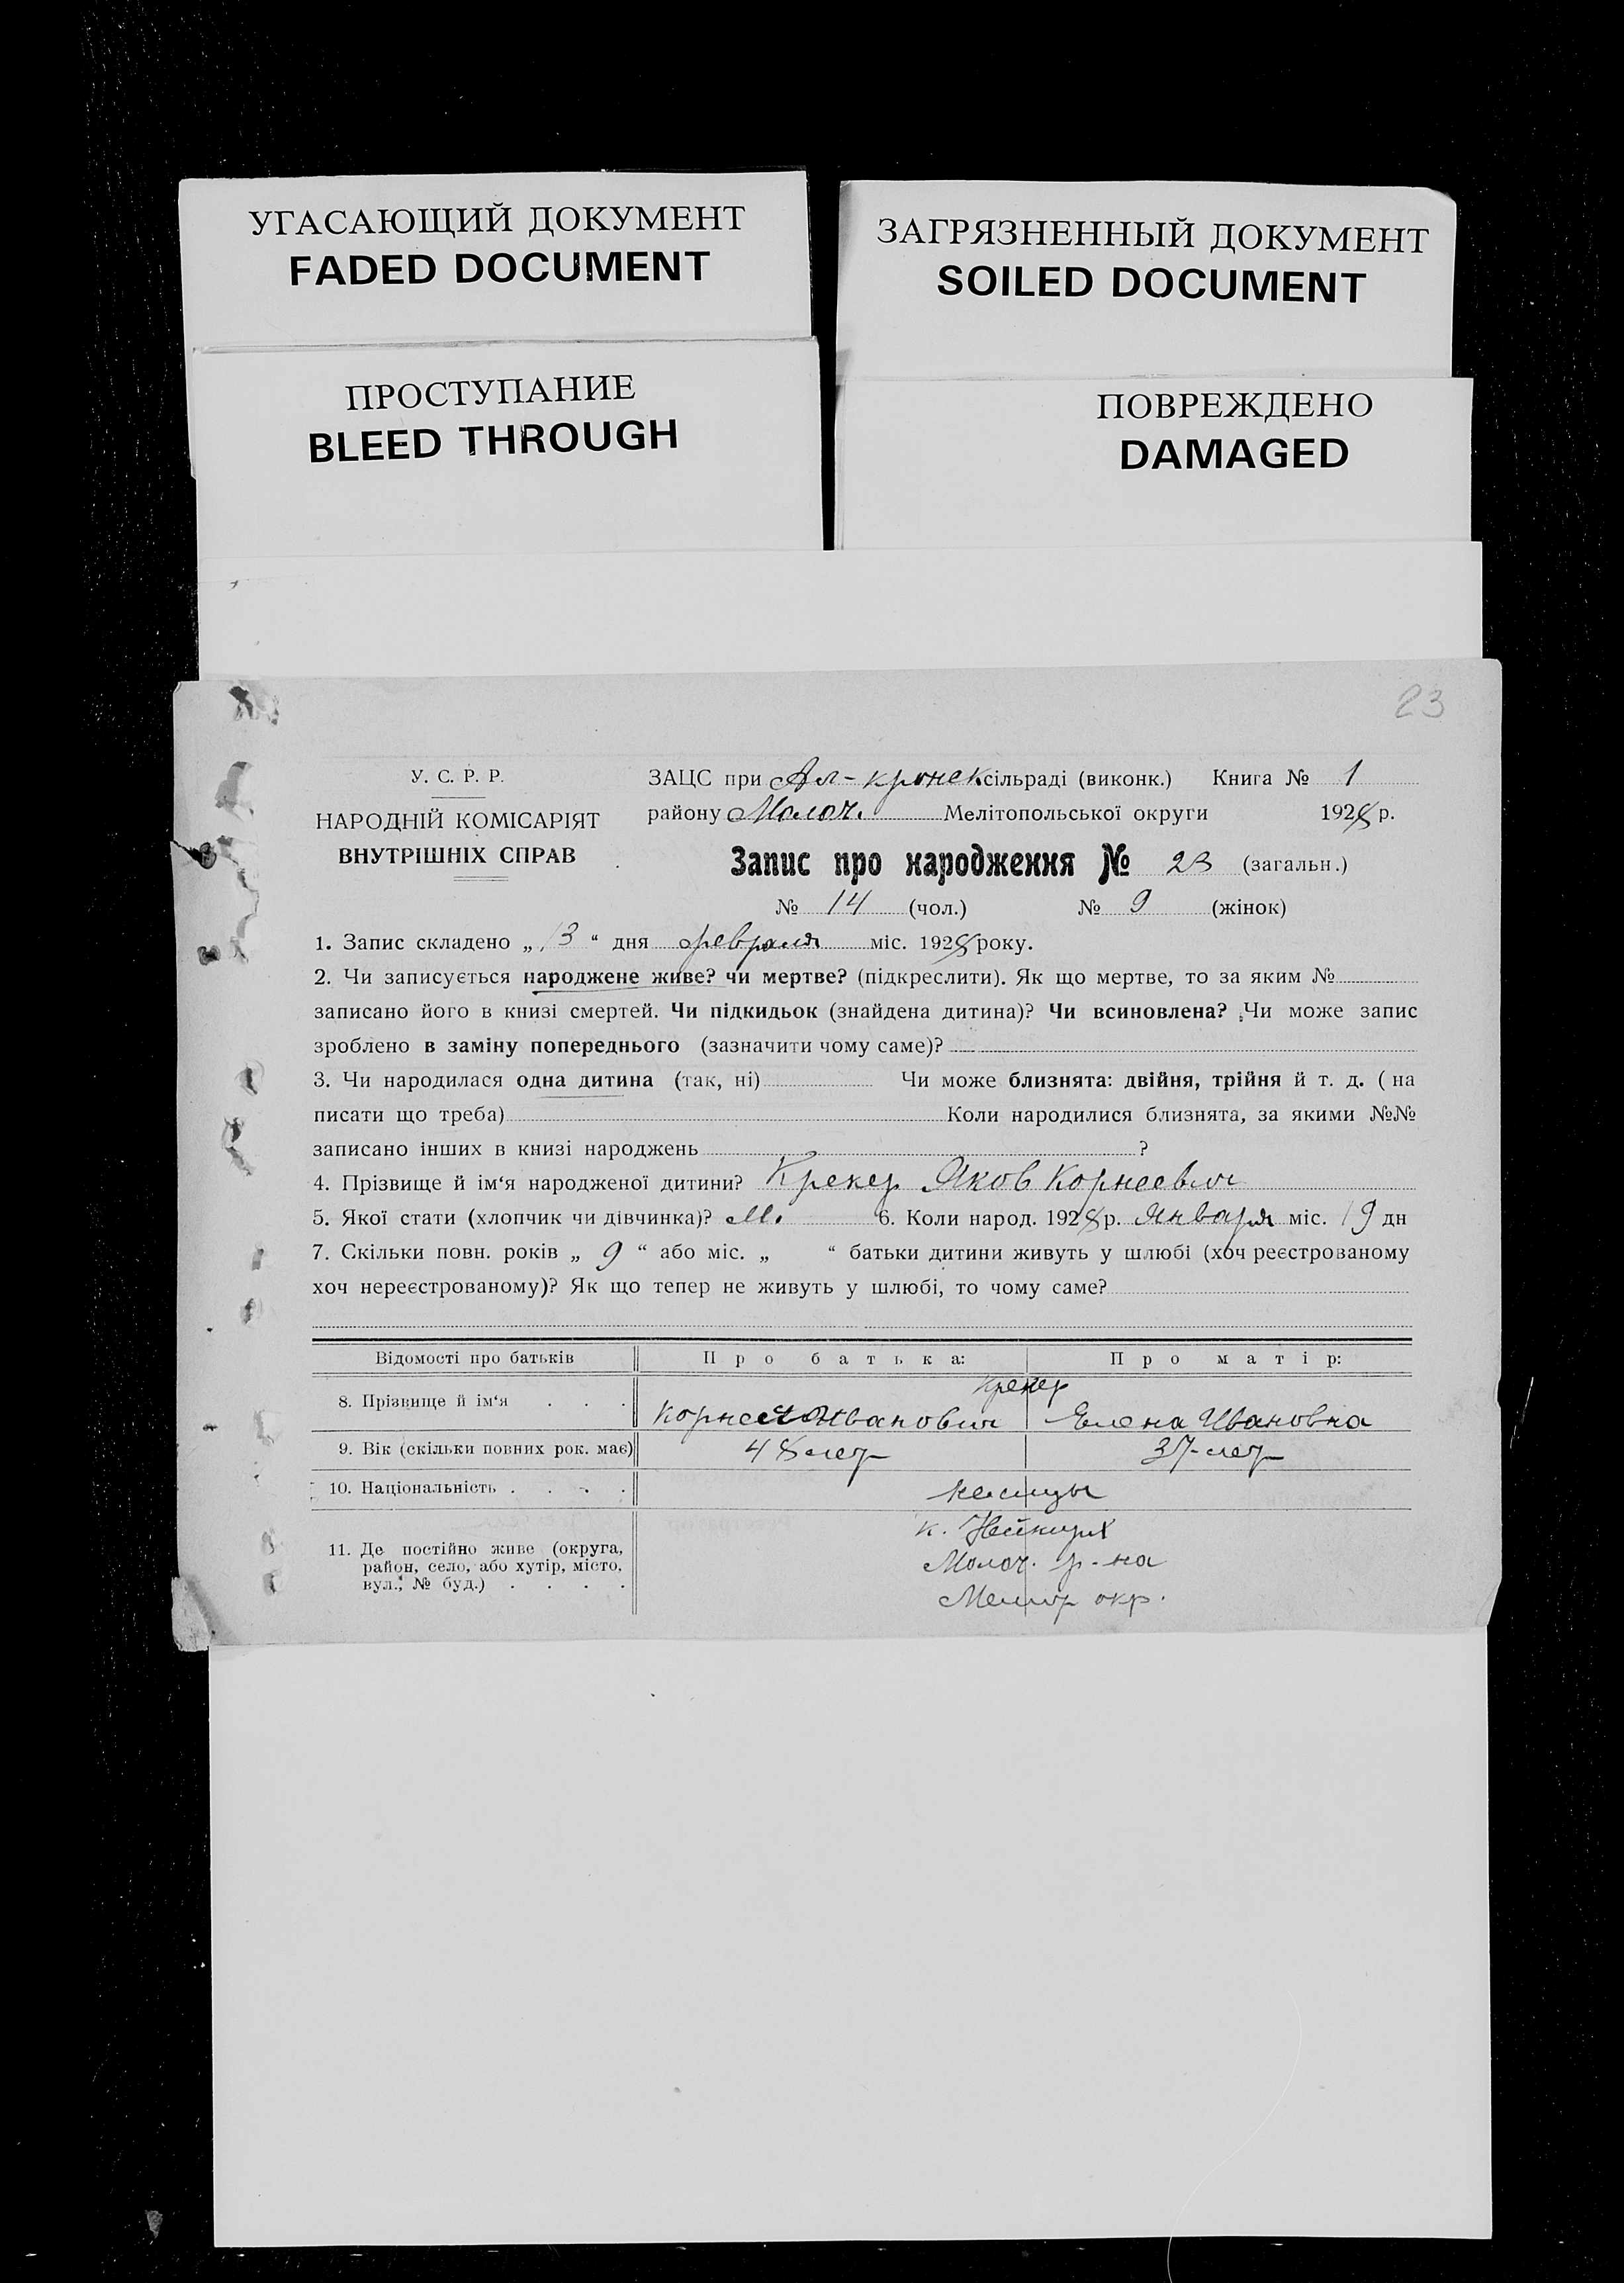 УГАСАЮЩИЙ ДОКУМЕНТ
FADED DOCUMENT
ЗАГРЯЗНЕННЫЙ ДОКУМЕНТ
SOILED DOCUMENT
ПРОСТУПАНИЕ
BLEED THROUGH
ПОВРЕЖДЕНО
DAMAGED
23
У. С. Р. Р.
НАРОДНІЙ КОМІСАРІЯТ
ВНУТРІШНІХ СПРАВ
ЗАЦС при Ал-кронек сільраді (виконк.) Книга № 1
району Молоч. Мелітопольської округи 1928 р.
Запис про народження № 23 (загальн.)
№ 14 (чол.) № 9 (жінок)
1. Запис складено „ 13 “ дня февраля міс. 1928 року.
2. Чи записується народжене живе? чи мертве? (підкреслити). Як що мертве, то за яким №
записано його в книзі смертей. Чи підкидьок (знайдена дитина)? Чи всиновлена? Чи може запис
зроблено в заміну попереднього (зазначити чому саме)?
3. Чи народилася одна дитина (так, ні) Чи може близнята: двійня, трійня й т. д. ( на
писати що треба) Коли народилися близнята, за якими №№
записано інших в книзі народжень ?
4. Прізвище й ім‘я народженої дитини? Крекер Яков Корнеевич
5. Якої стати (хлопчик чи дівчинка)? М. 6. Коли народ. 1928 р. Января міс. 19 дн
7. Скільки повн. років „ 9 “ або міс. „ “ батьки дитини живуть у шлюбі (хоч реєстрованому
хоч нереєстрованому)? Як що тепер не живуть у шлюбі, то чому саме?
Відомості про батьків Про батька: Про матір:
Крекер
8. Прізвище й ім‘я . . . Корней Иванович Елена Ивановна
9. Вік (скільки повних рок. має) 48 лет 37-лет
10. Національність . . . . немцы
11. Де постійно живе (округа,
район, село, або хутір, місто,
вул., № буд.) . . . .
к.
Молоч. р-на
Мелит окр.